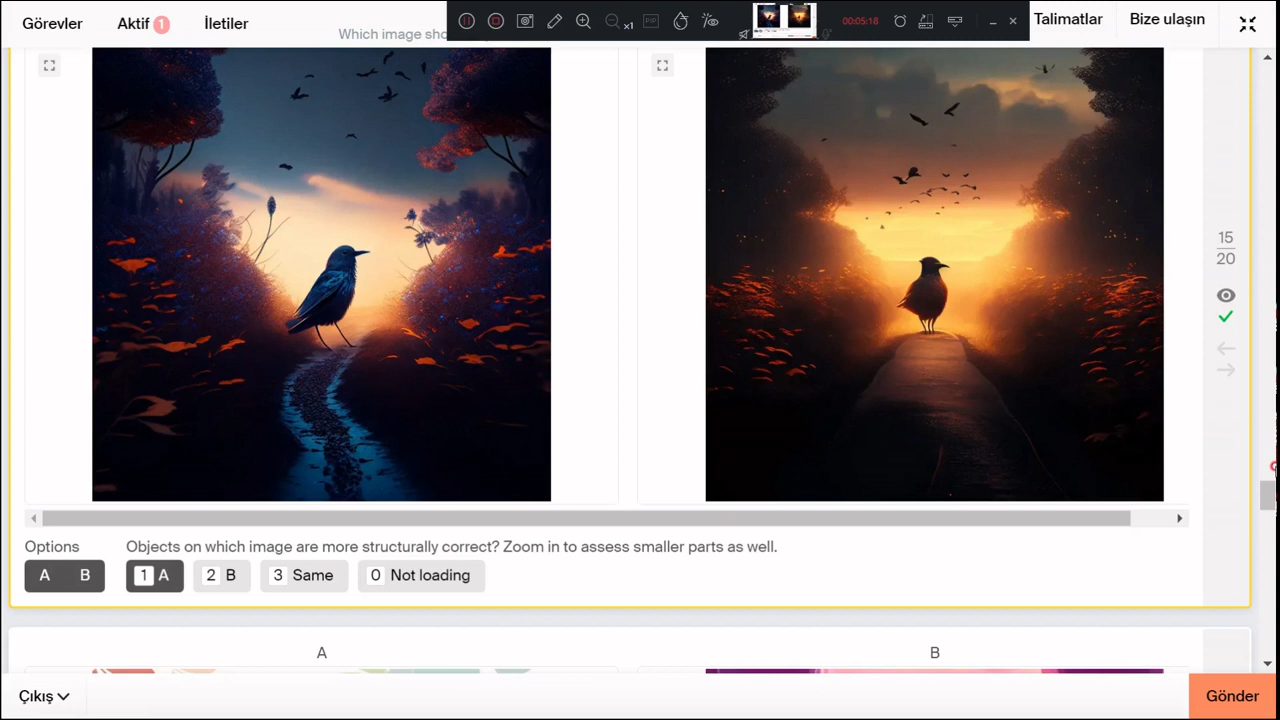 Görevler
Aktif 1
İletiler
Which image sho
x1
PIP
00:05:18
Talimatlar
Bize ulaşın
15
20
Options
Objects on which image are more structurally correct? Zoom in to assess smaller parts as well.
A B
1 A
2 B
3 Same
0 Not loading
A
B
Çıkış
Gönder